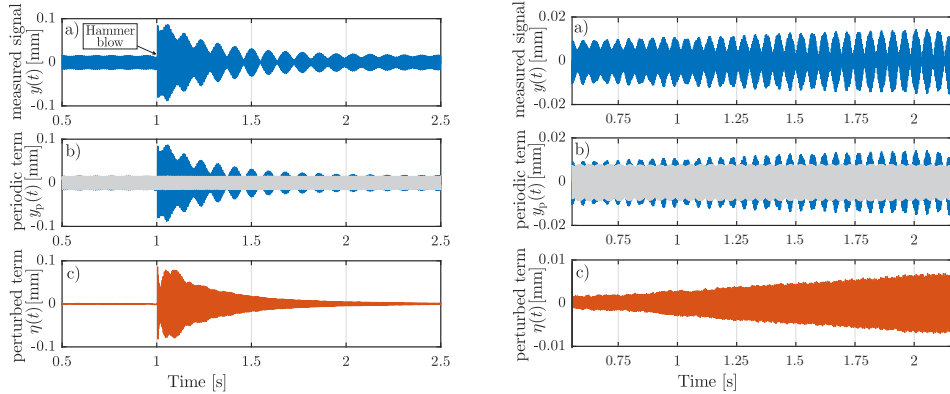 measured signal
y(t) [mm]
0.1
0
-0.1
a)
Hammer
blow
0.5 1 1.5 2 2.5
periodic term
yp(t) [mm]
0.1
0
-0.1
b)
0.5 1 1.5 2 2.5
perturbed term
η(t) [mm]
0.1
0
-0.1
c)
0.5 1 1.5 2 2.5
Time [s]
measured signal
y(t) [mm]
0.02
0
-0.02
a)
0.75 1 1.25 1.5 1.75 2
periodic term
yp(t) [mm]
0.02
0
-0.02
b)
0.75 1 1.25 1.5 1.75 2
perturbed term
η(t) [mm]
0.01
0
-0.01
c)
0.75 1 1.25 1.5 1.75 2
Time [s]